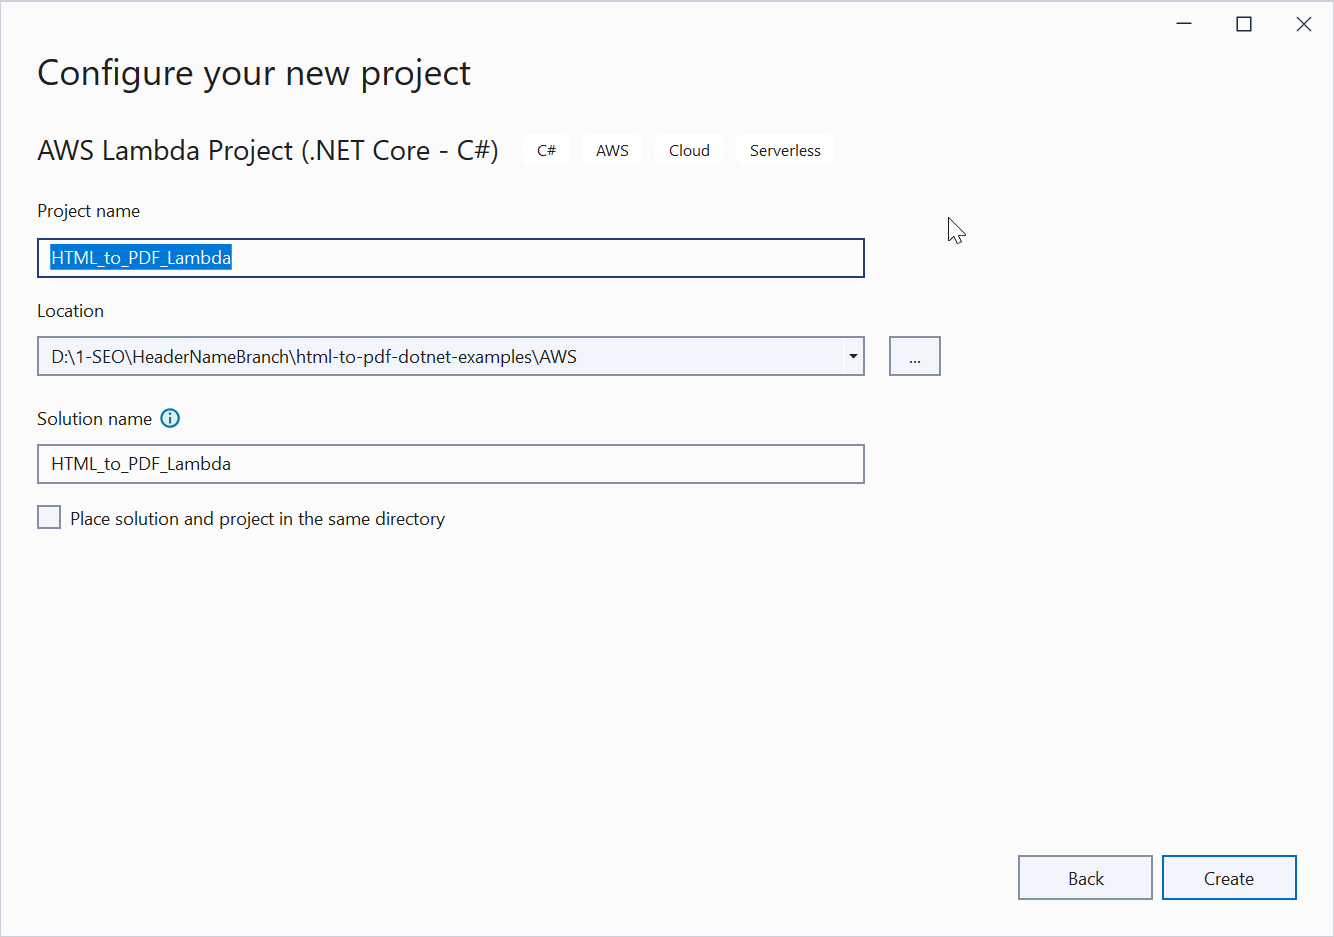 Configure your new project
AWS Lambda Project (.NET Core - C#) C# AWS Cloud Serverless
Project name
HTML_to_PDF_Lambda
Location
D:\1-SEO\HeaderNameBranch\html-to-pdf-dotnet-examples\AWS ...
Solution name
HTML_to_PDF_Lambda
Place solution and project in the same directory
Back Create